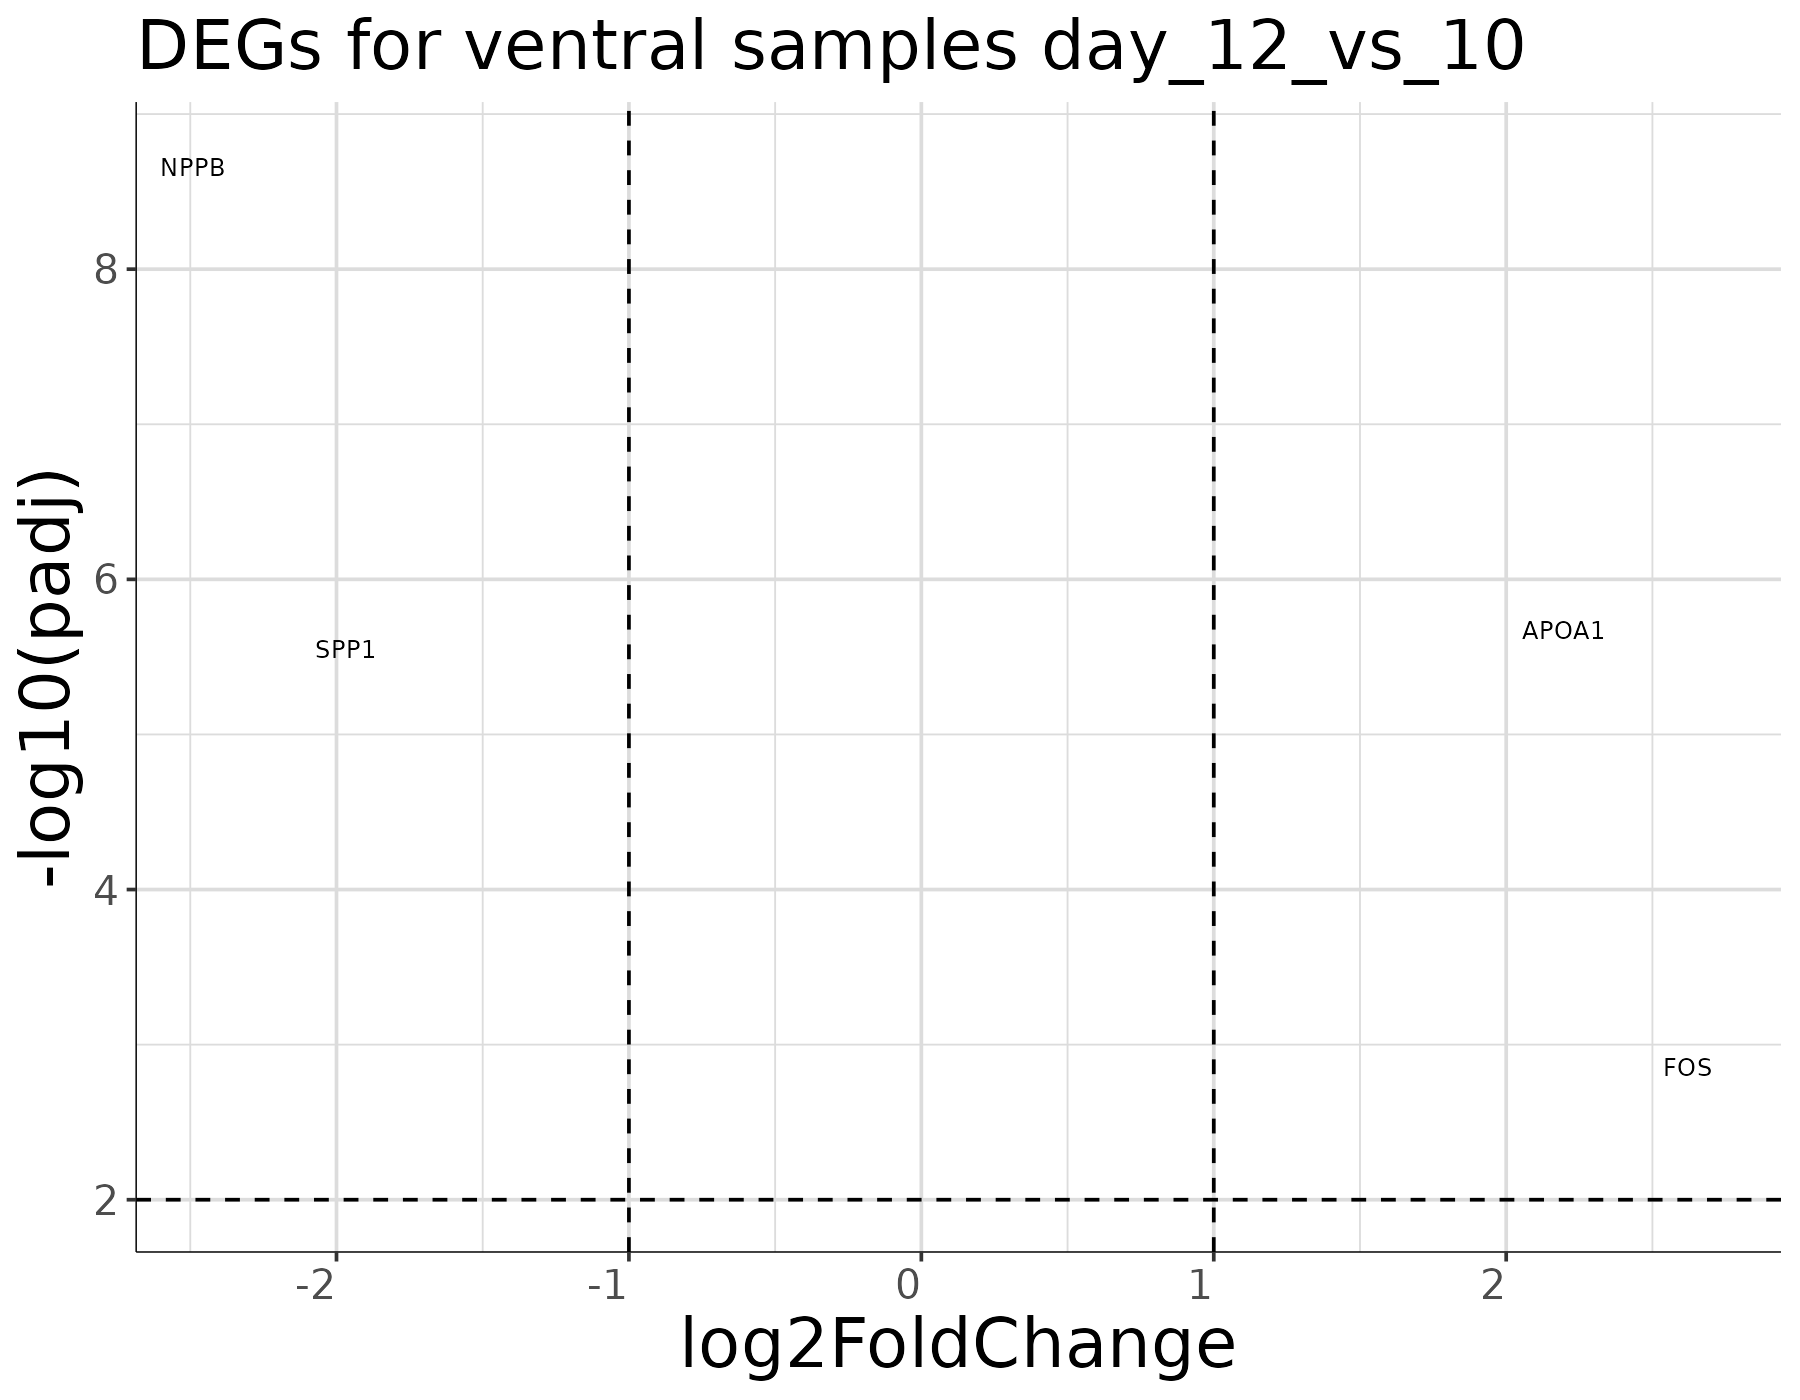 DEGs for ventral samples day_12_vs_10
NPPB
8
-log10(padj)
6
APOA1
SPP1
4
FOS
2
-2 -1 0 1 2
log2FoldChange